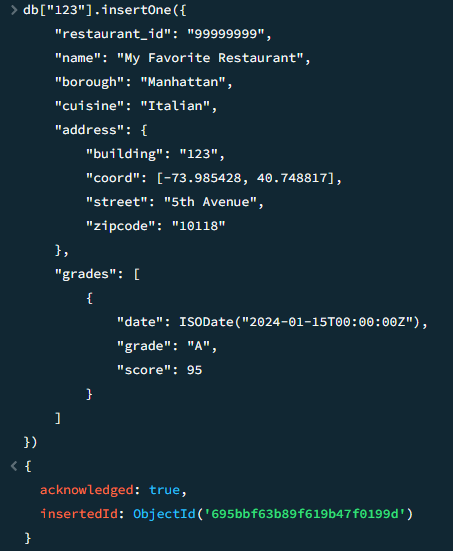 > db["123"].insertOne({
"restaurant_id": "99999999",
"name": "My Favorite Restaurant",
"borough": "Manhattan",
"cuisine": "Italian",
"address": {
"building": "123",
"coord": [-73.985428, 40.748817],
"street": "5th Avenue",
"zipcode": "10118"
},
"grades": [
{
"date": ISODate("2024-01-15T00:00:00Z"),
"grade": "A",
"score": 95
}
]
})
< {
acknowledged: true,
insertedId: ObjectId('695bbf63b89f619b47f0199d')
}